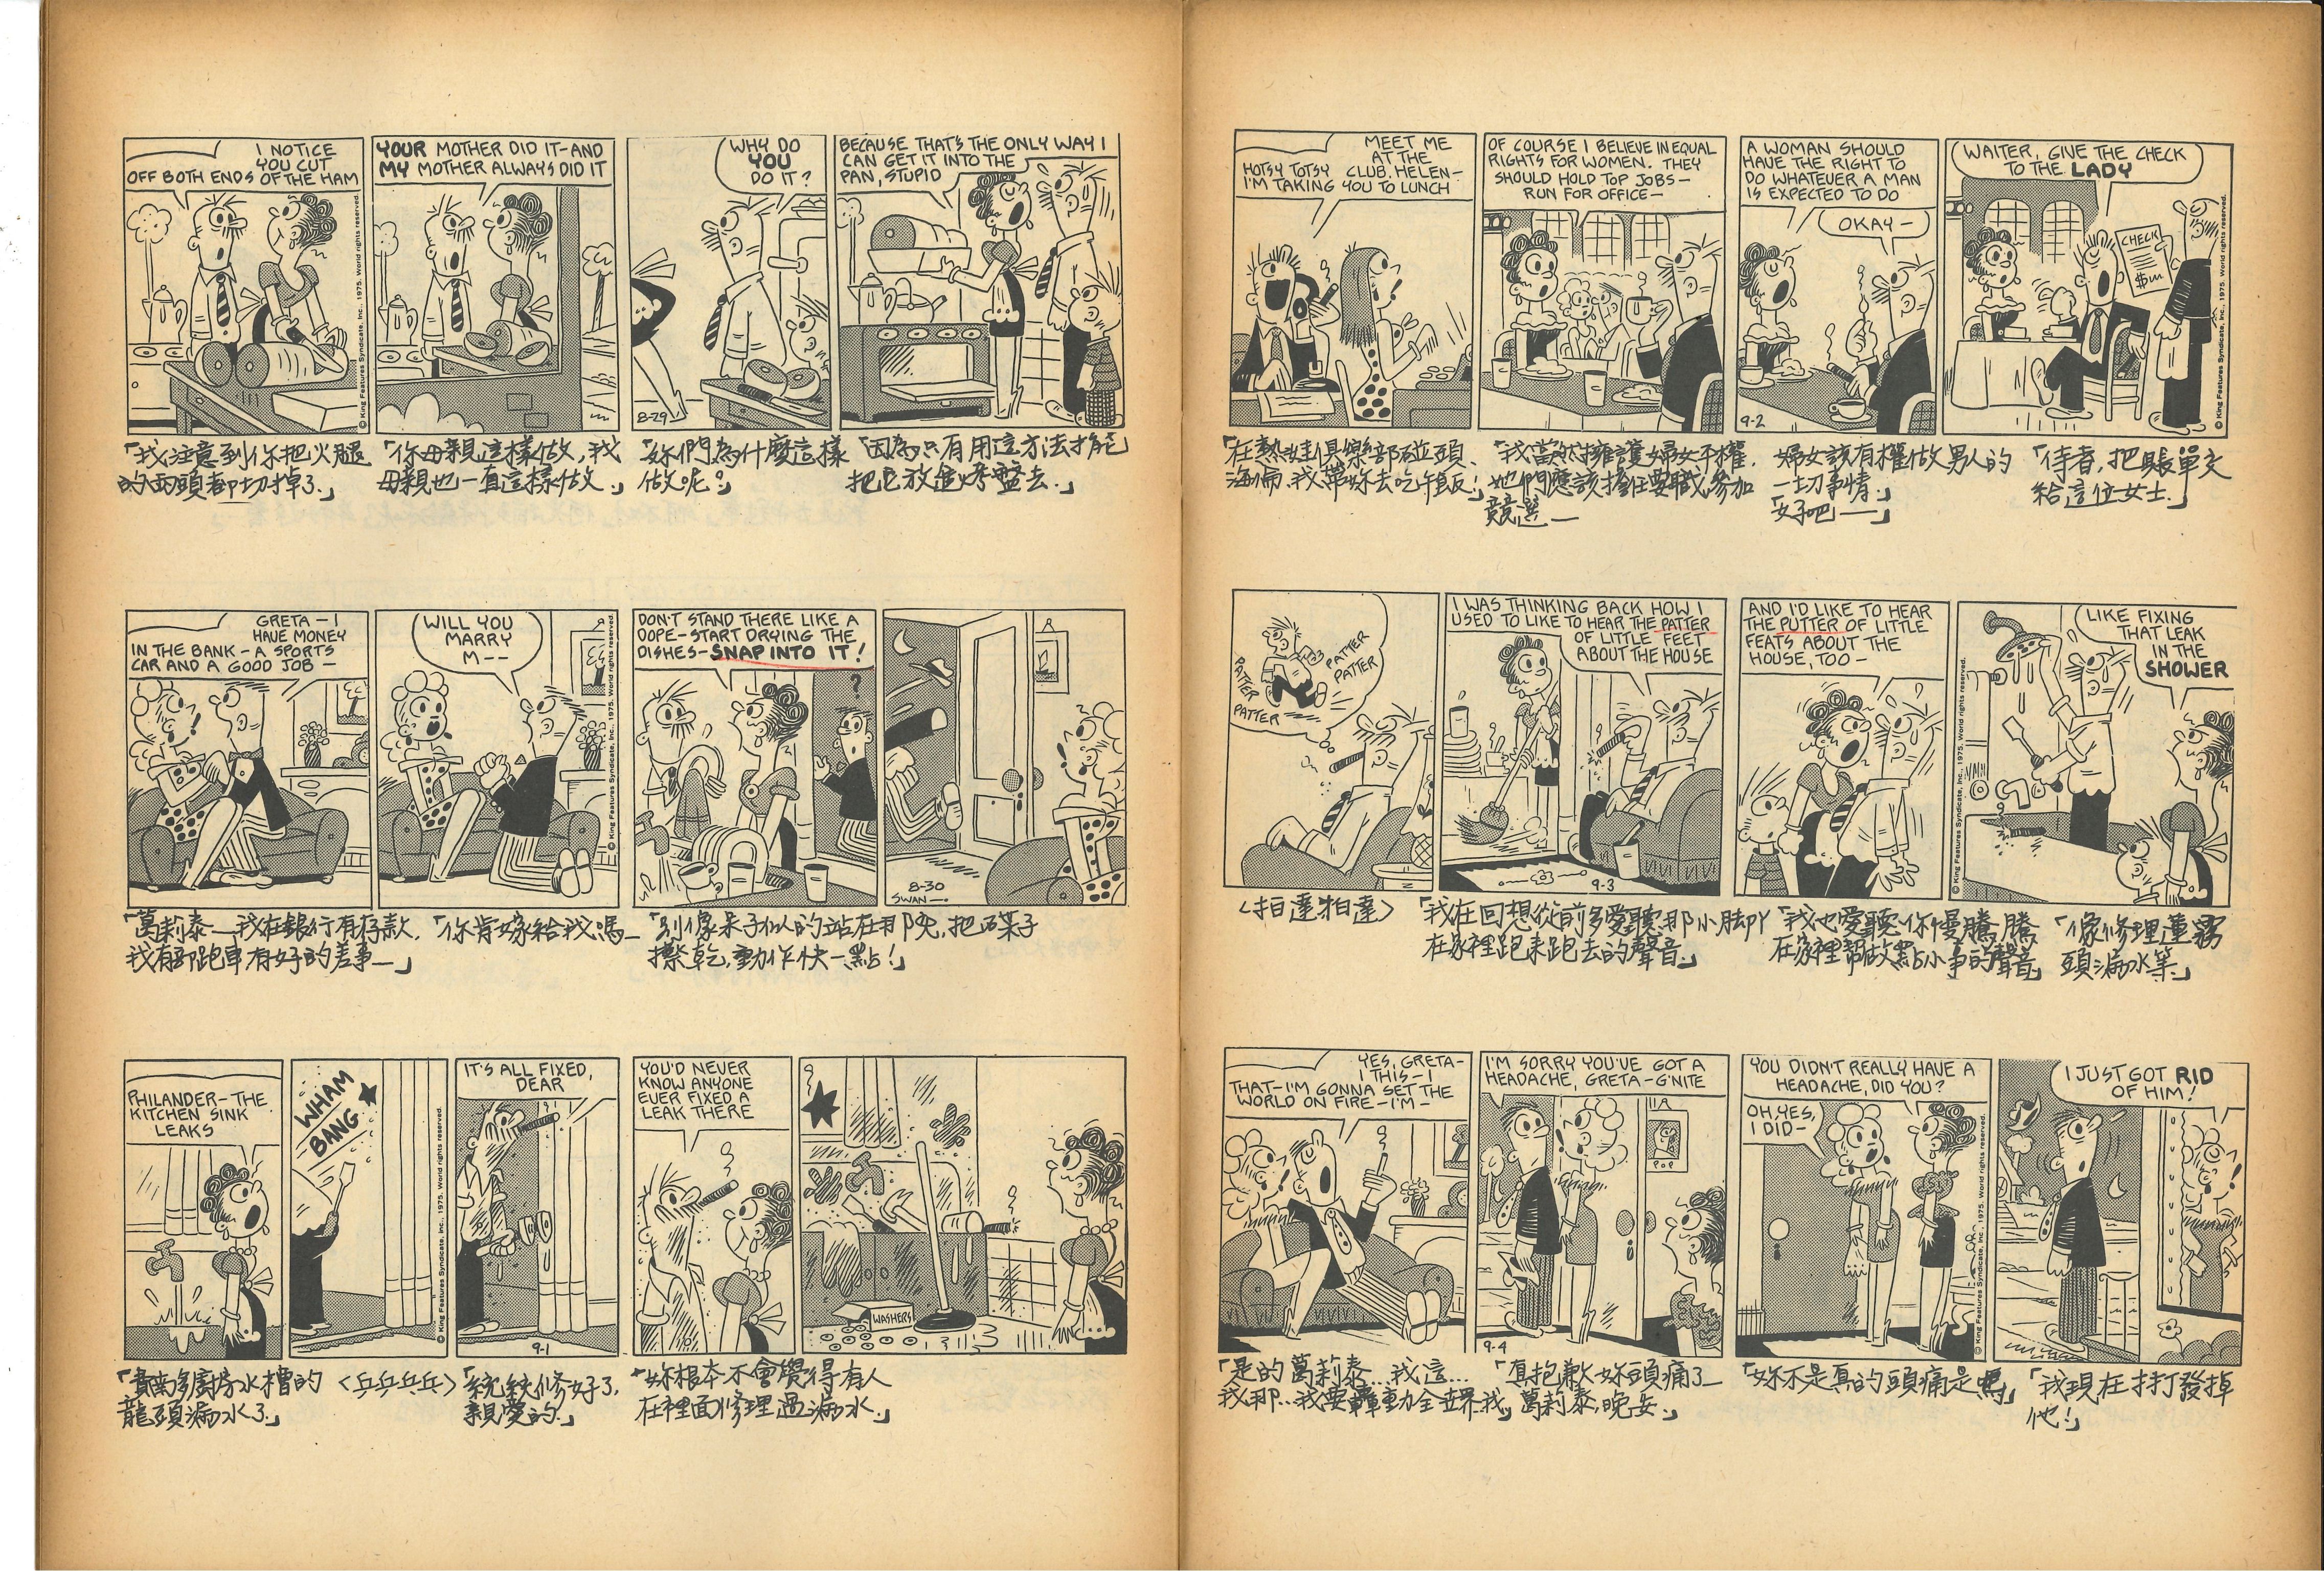 I NOTICE
YOU CUT
OFF BOTH ENDS OF THE HAM
YOUR MOTHER DID IT-AND
MY MOTHER ALWAYS DID IT
WHY DO
YOU
DO IT?
BECAUSE THAT'S THE ONLY WAY I
CAN GET IT INTO THE
PAN, STUPID
© King Features Syndicate, Inc., 1975. World rights reserved.
8-29
「我注意到你把火腿
的兩頭都切掉了.」
「你母親這樣做,我
母親也一直這樣做.」
「妳們為什麼這樣
做呢?」
「因為只有用這方法才能
把它放進烤盤去.」
GRETA - I
HAVE MONEY
IN THE BANK - A SPORTS
CAR AND A GOOD JOB -
WILL YOU
MARRY
M--
© King Features Syndicate, Inc., 1975. World rights reserved.
DON'T STAND THERE LIKE A
DOPE-START DRYING THE
DISHES-SNAP INTO IT!
?
8-30
SWAN-
「葛莉泰—我在銀行有存款,
我有部跑車有好的差事—」
「你肯嫁給我嗎—
「別像呆子似的站在那兒,把碟子
擦乾,動作快一點!」
PHILANDER-THE
KITCHEN SINK
LEAKS
WHAM
BANG
© King Features Syndicate, Inc., 1975. World rights reserved.
IT'S ALL FIXED,
DEAR
9-1
YOU'D NEVER
KNOW ANYONE
EVER FIXED A
LEAK THERE
WASHERS
廚房水槽的
龍頭漏水了.」
〈乒乒乓乓〉
「統統修好了,
親愛的.」
「妳根本不會覺得有人
在裡面修理過漏水.」
MEET ME
AT THE
HOTSY TOTSY CLUB, HELEN-
I'M TAKING YOU TO LUNCH
OF COURSE I BELIEVE IN EQUAL
RIGHTS FOR WOMEN. THEY
SHOULD HOLD TOP JOBS-
RUN FOR OFFICE-
A WOMAN SHOULD
HAVE THE RIGHT TO
DO WHATEVER A MAN
IS EXPECTED TO DO
OKAY-
9-2
WAITER, GIVE THE CHECK
TO THE LADY
CHECK
© King Features Syndicate, Inc., 1975. World rights reserved.
「在熱娃俱樂部碰頭、
海倫.我帶妳去吃午飯!」
「我當然擁護婦女平權,
她們應該擔任要職,參加
競選—
婦女該有權做男人的
一切事情.」
「好吧——」
「侍者,把賬單交
給這位女士.」
PATTER
PATTER
PATTER
PATTER
I WAS THINKING BACK HOW I
USED TO LIKE TO HEAR THE PATTER
OF LITTLE FEET
ABOUT THE HOUSE
9-3
AND I'D LIKE TO HEAR
THE PUTTER OF LITTLE
FEATS ABOUT THE
HOUSE, TOO-
© King Features Syndicate, Inc., 1975. World rights reserved.
LIKE FIXING
THAT LEAK
IN THE
SHOWER
〈拍達拍達〉
「我在回想從前多愛聽那小脚丫
在家裡跑來跑去的聲音.」
「我也愛聽你慢騰騰
在家裡幫做點小事的聲音」
「像修理蓮霧
頭漏水等.」
YES, GRETA-
I THIS-I
THAT-I'M GONNA SET THE
WORLD ON FIRE-I'M-
I'M SORRY YOU'VE GOT A
HEADACHE, GRETA-G'NITE
POP
9-4
YOU DIDN'T REALLY HAVE A
HEADACHE, DID YOU?
OH, YES,
I DID-
© King Features Syndicate, Inc., 1975. World rights reserved.
I JUST GOT RID
OF HIM!
「是的葛莉泰...我這...
我那...我要轟動全世界我」
「真抱歉妳頭痛了—
葛莉泰,晚安.」
「妳不是真的頭痛是嗎」
「我現在才打發掉
他!」